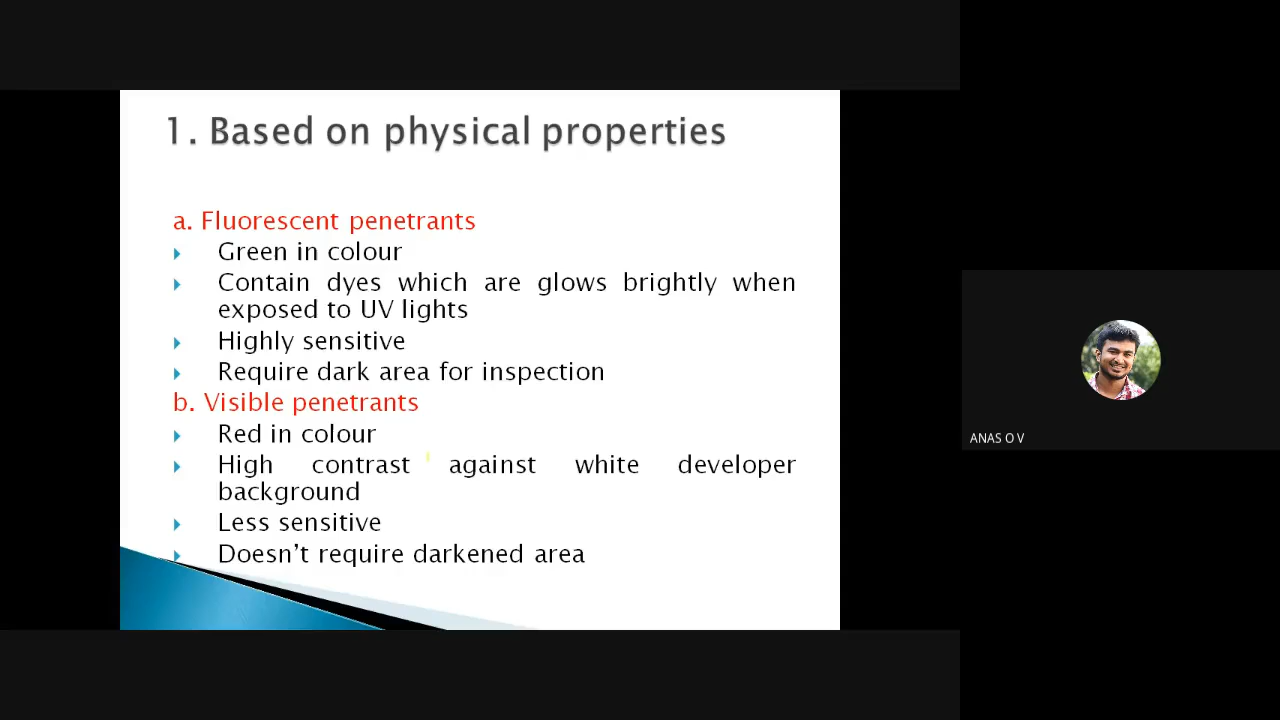 1. Based on physical properties
a. Fluorescent penetrants
Green in colour
Contain dyes which are glows brightly when
exposed to UV lights
Highly sensitive
Require dark area for inspection
b. Visible penetrants
Red in colour
High contrast against white developer
background
Less sensitive
Doesn’t require darkened area
ANAS O V